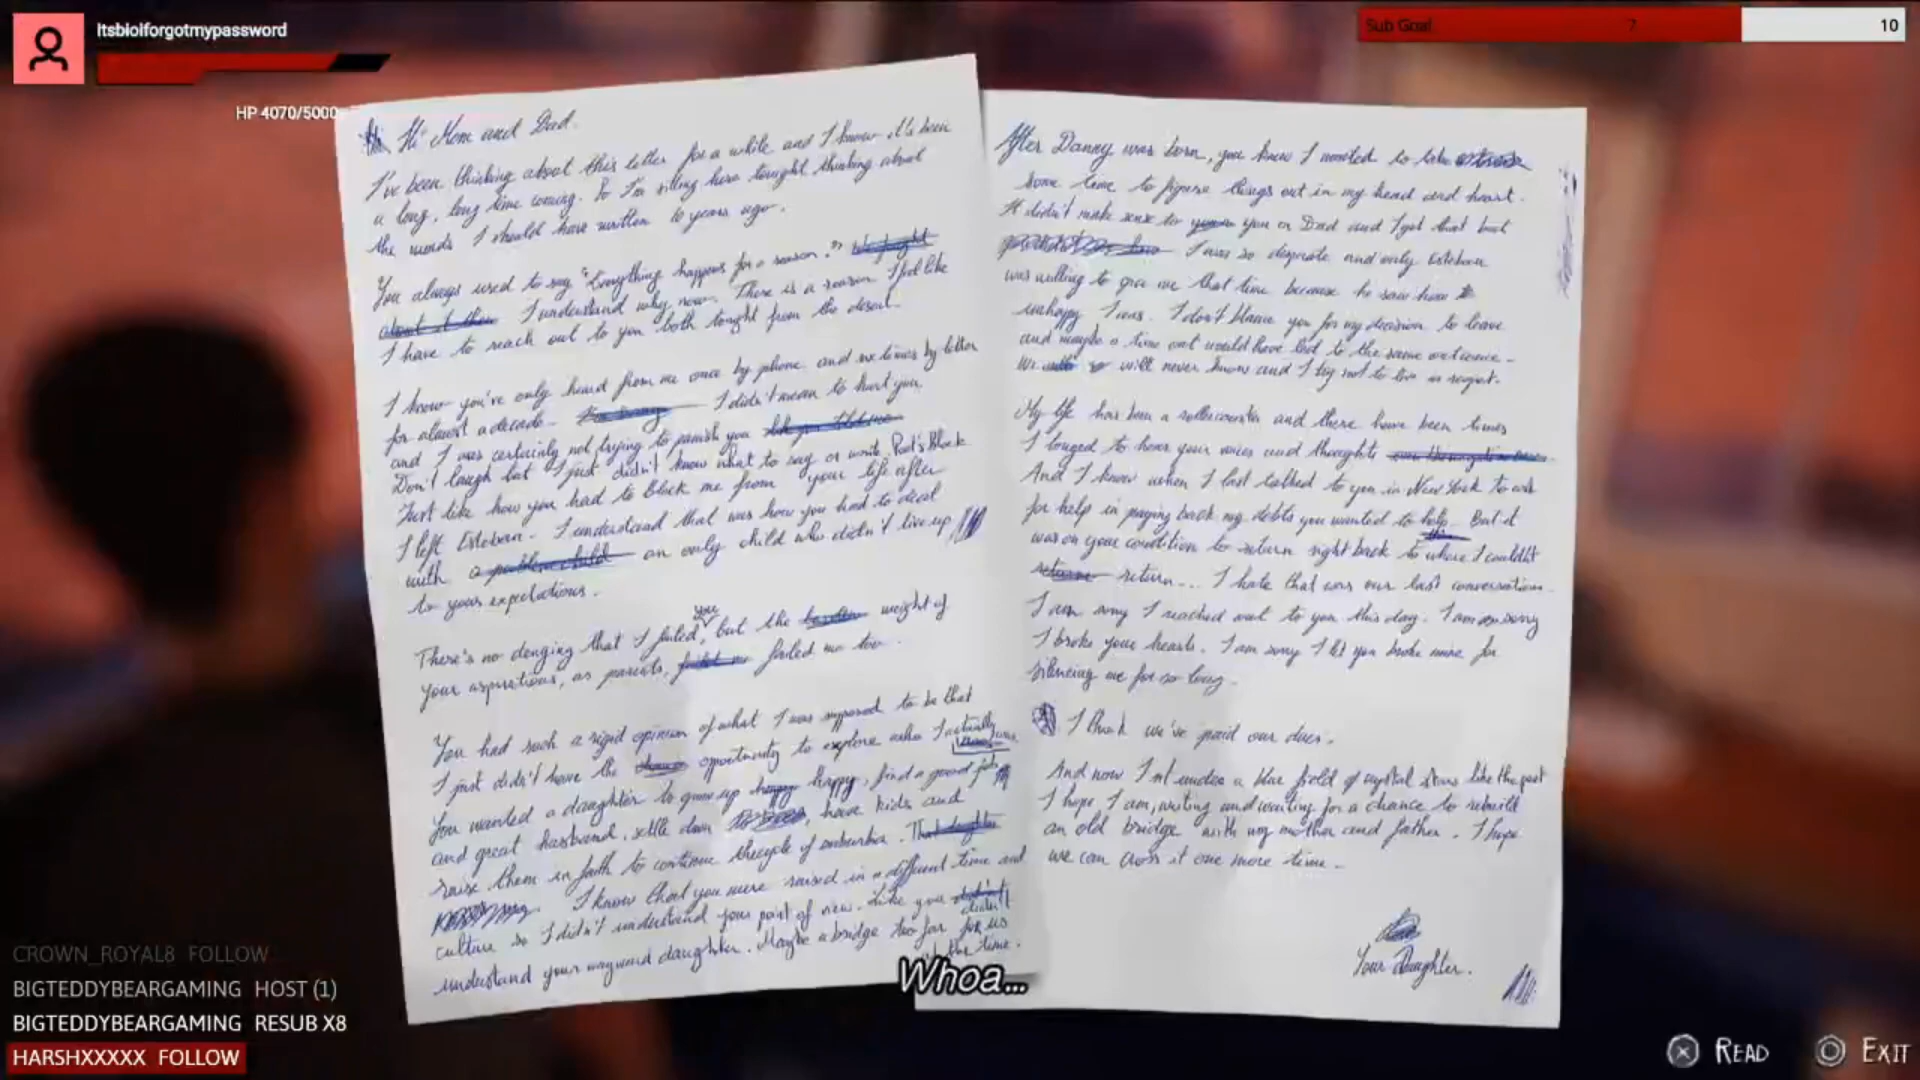 Itsbiolforgotmypassword
HP 4070/5000
Sub Goal 7 10
Hi Mom and Dad.
I've been thinking about this letter for a while and I know it's been
a long, long time coming. So I'm sitting here tonight thinking about
the words I should have written 10 years ago.
You always used to say "Everything happens for a reason."
about it then I understand why now. There is a reason I feel like
I have to reach out to you both tonight from the desert.
I know you've only heard from me once by phone and six times by letter
for almost a decade. I didn't mean to hurt you
and I was certainly not trying to punish you
Don't laugh but I just didn't know what to say or write. Poet's Block
Just like how you had to block me from your life after
I left Esteban. I understand that was how you had to deal
with a problem child an only child who didn't live up
to your expectations.
There's no denying that I failed you, but the burden weight of
your aspirations, as parents, failed me failed me too.
You had such a rigid opinion of what I was supposed to be that
I just didn't have the chance opportunity to explore who I actually was
You wanted a daughter to grow up happy happy, find a good job
and great husband, settle down, have kids and
raise them in faith to continue the cycle of suburbia. That daughter
I know that you were raised in a different time and
culture so I didn't understand your point of view. Like you didn't didn't
understand your wayward daughter. Maybe a bridge too far for us
at the time.
After Danny was born, you knew I wanted to take
some time to figure things out in my head and heart.
It didn't make sense to you or Dad and I get that but
I was so desperate and only Esteban
was willing to give me that time because he saw how
unhappy I was. I don't blame you for my decision to leave
and maybe a time out would have led to the same outcome.
We will never know and I try not to live in regret.
My life has been a rollercoaster and there have been times
I longed to hear your voices and thoughts
And I know when I last talked to you in New York to ask
for help in paying back my debts you wanted to help. But it
was on your condition to return right back to where I couldn't
return return... I hate that was our last conversation.
I am sorry I reached out to you this day. I am so sorry
I broke your hearts. I am sorry I let you broke mine for
silencing me for so long.
I think we've paid our dues.
And now I sit under a blue field of crystal stars like the poet
I hope I am, writing and waiting for a chance to rebuild
an old bridge with my mother and father. I hope
we can cross it one more time.
Your Daughter.
Whoa...
CROWN_ROYAL8 FOLLOW
BIGTEDDYBEARGAMING HOST (1)
BIGTEDDYBEARGAMING RESUB X8
HARSHXXXXX FOLLOW
READ EXIT